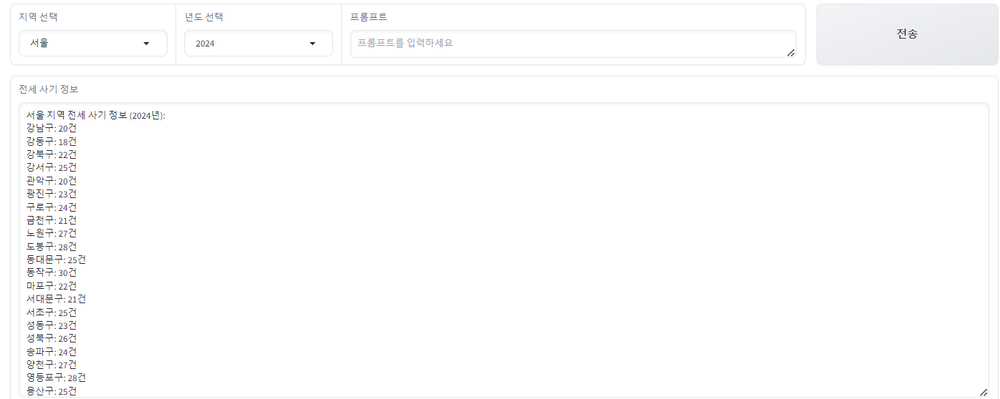 지역 선택
서울
년도 선택
2024
프롬프트
프롬프트를 입력하세요
전송
전세 사기 정보
서울 지역 전세 사기 정보 (2024년):
강남구: 20건
강동구: 18건
강북구: 22건
강서구: 25건
관악구: 20건
광진구: 23건
구로구: 24건
금천구: 21건
노원구: 27건
도봉구: 28건
동대문구: 25건
동작구: 30건
마포구: 22건
서대문구: 21건
서초구: 25건
성동구: 23건
성북구: 26건
송파구: 24건
양천구: 27건
영등포구: 28건
용산구: 25건